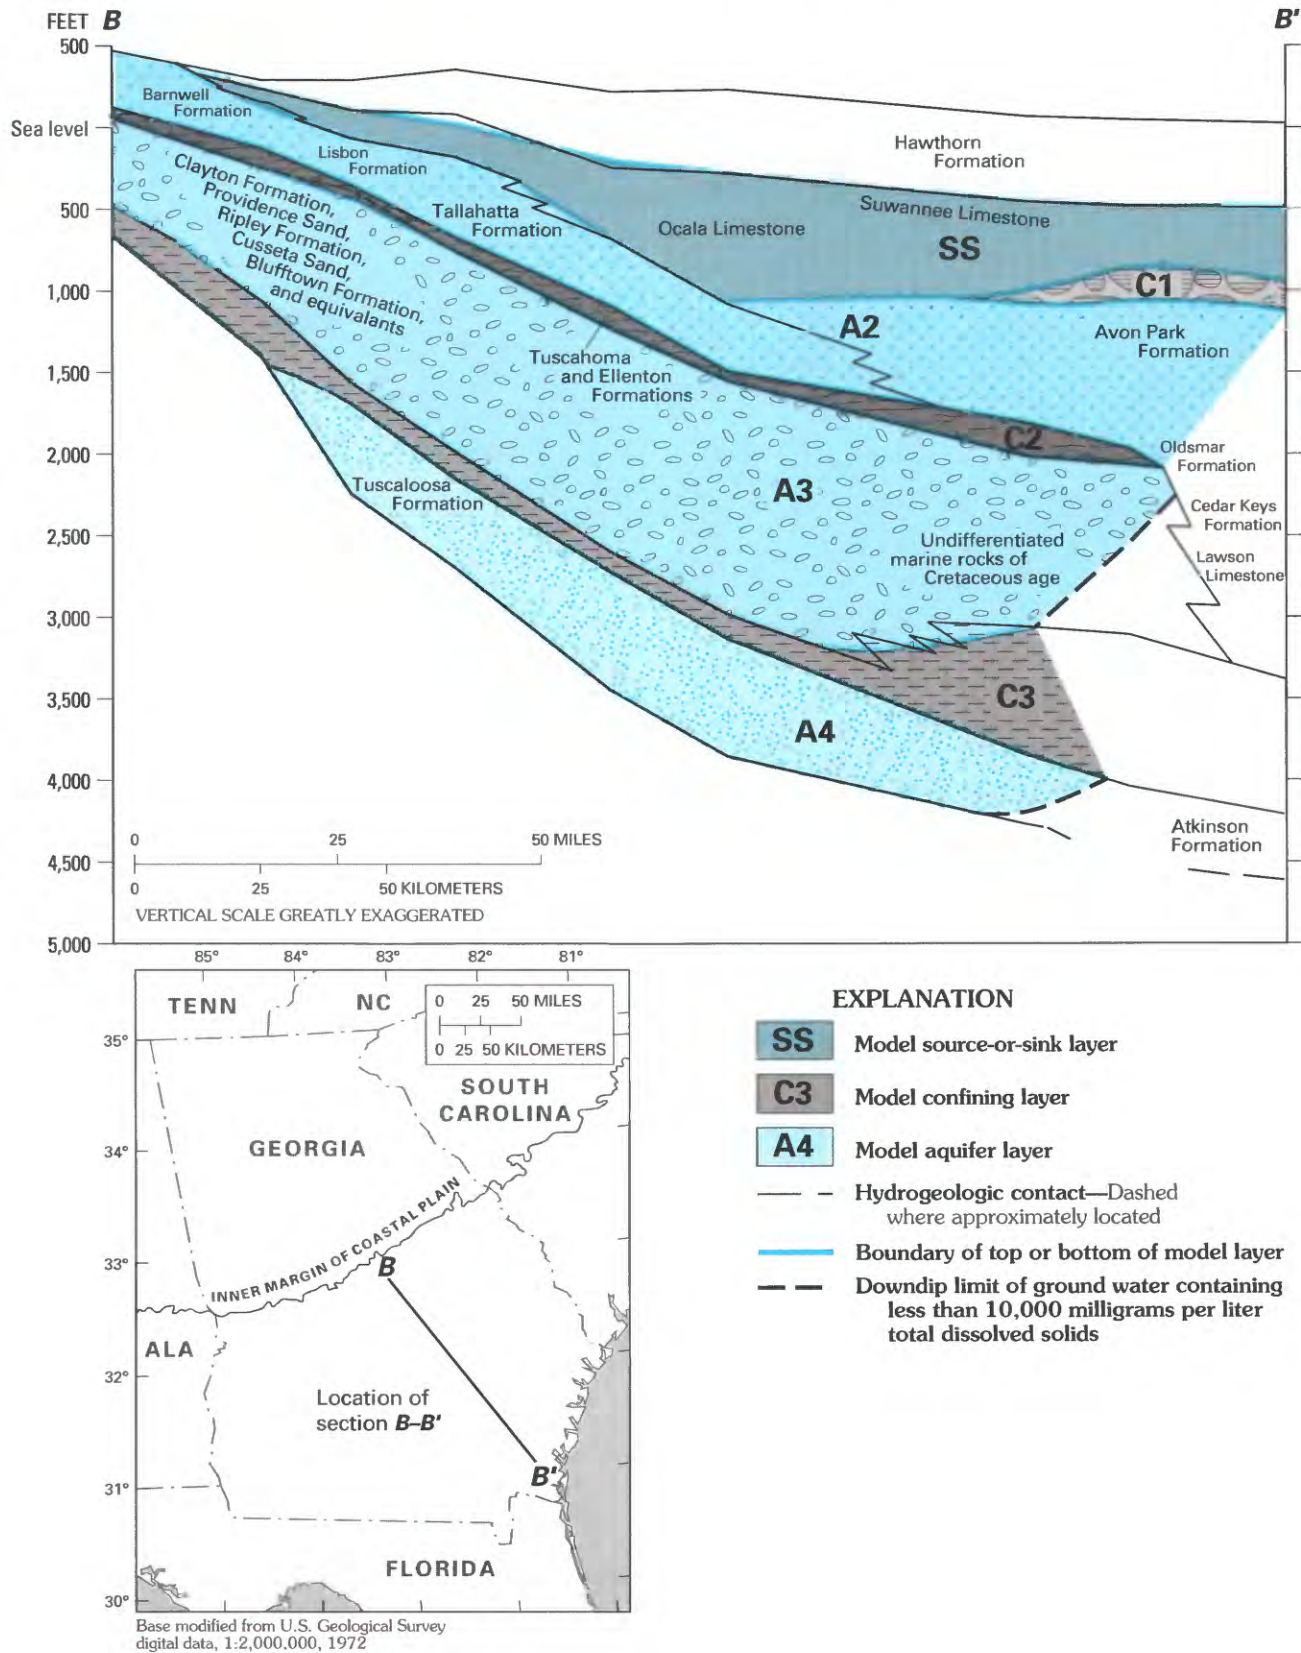 FEET B
B'
500
Sea level
500
1,000
1,500
2,000
2,500
3,000
3,500
4,000
4,500
5,000
Barnwell
Formation
Lisbon
Formation
Hawthorn
Formation
Clayton Formation,
Providence Sand,
Ripley Formation,
Cusseta Sand,
Blufftown Formation,
and equivalants
Tallahatta
Formation
Ocala Limestone
Suwannee Limestone
SS
C1
A2
Avon Park
Formation
Tuscahoma
and Ellenton
Formations
C2
Oldsmar
Formation
A3
Tuscaloosa
Formation
Cedar Keys
Formation
Undifferentiated
marine rocks of
Cretaceous age
Lawson
Limestone
C3
A4
Atkinson
Formation
0 25 50 MILES
0 25 50 KILOMETERS
VERTICAL SCALE GREATLY EXAGGERATED
85° 84° 83° 82° 81°
35°
34°
33°
32°
31°
30°
TENN
NC
0 25 50 MILES
0 25 50 KILOMETERS
SOUTH
CAROLINA
GEORGIA
INNER MARGIN OF COASTAL PLAIN
B
ALA
Location of
section B–B'
B'
FLORIDA
Base modified from U.S. Geological Survey
digital data, 1:2,000,000, 1972
EXPLANATION
SS Model source-or-sink layer
C3 Model confining layer
A4 Model aquifer layer
Hydrogeologic contact—Dashed
where approximately located
Boundary of top or bottom of model layer
Downdip limit of ground water containing
less than 10,000 milligrams per liter
total dissolved solids